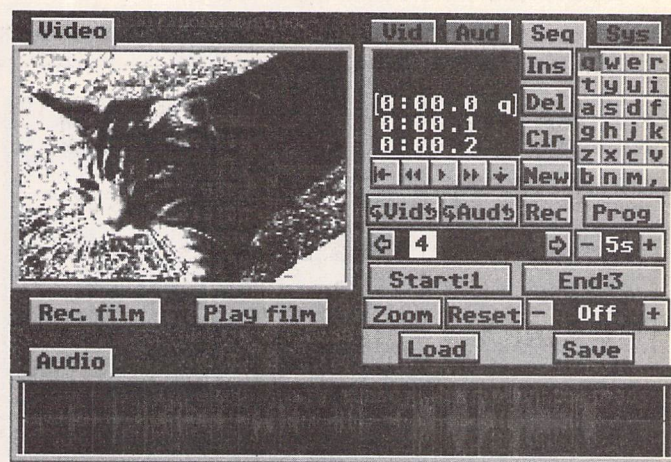 Video
Vid Aud Seq Sys
Ins
Del
Clr
New
[0:00.0 q]
0:00.1
0:00.2
q w e r
t y u i
a s d f
g h j k
z x c v
b n m ,
Vid Aud Rec Prog
4
- 5s +
Start:1 End:3
Rec. film Play film
Zoom Reset - Off +
Load Save
Audio